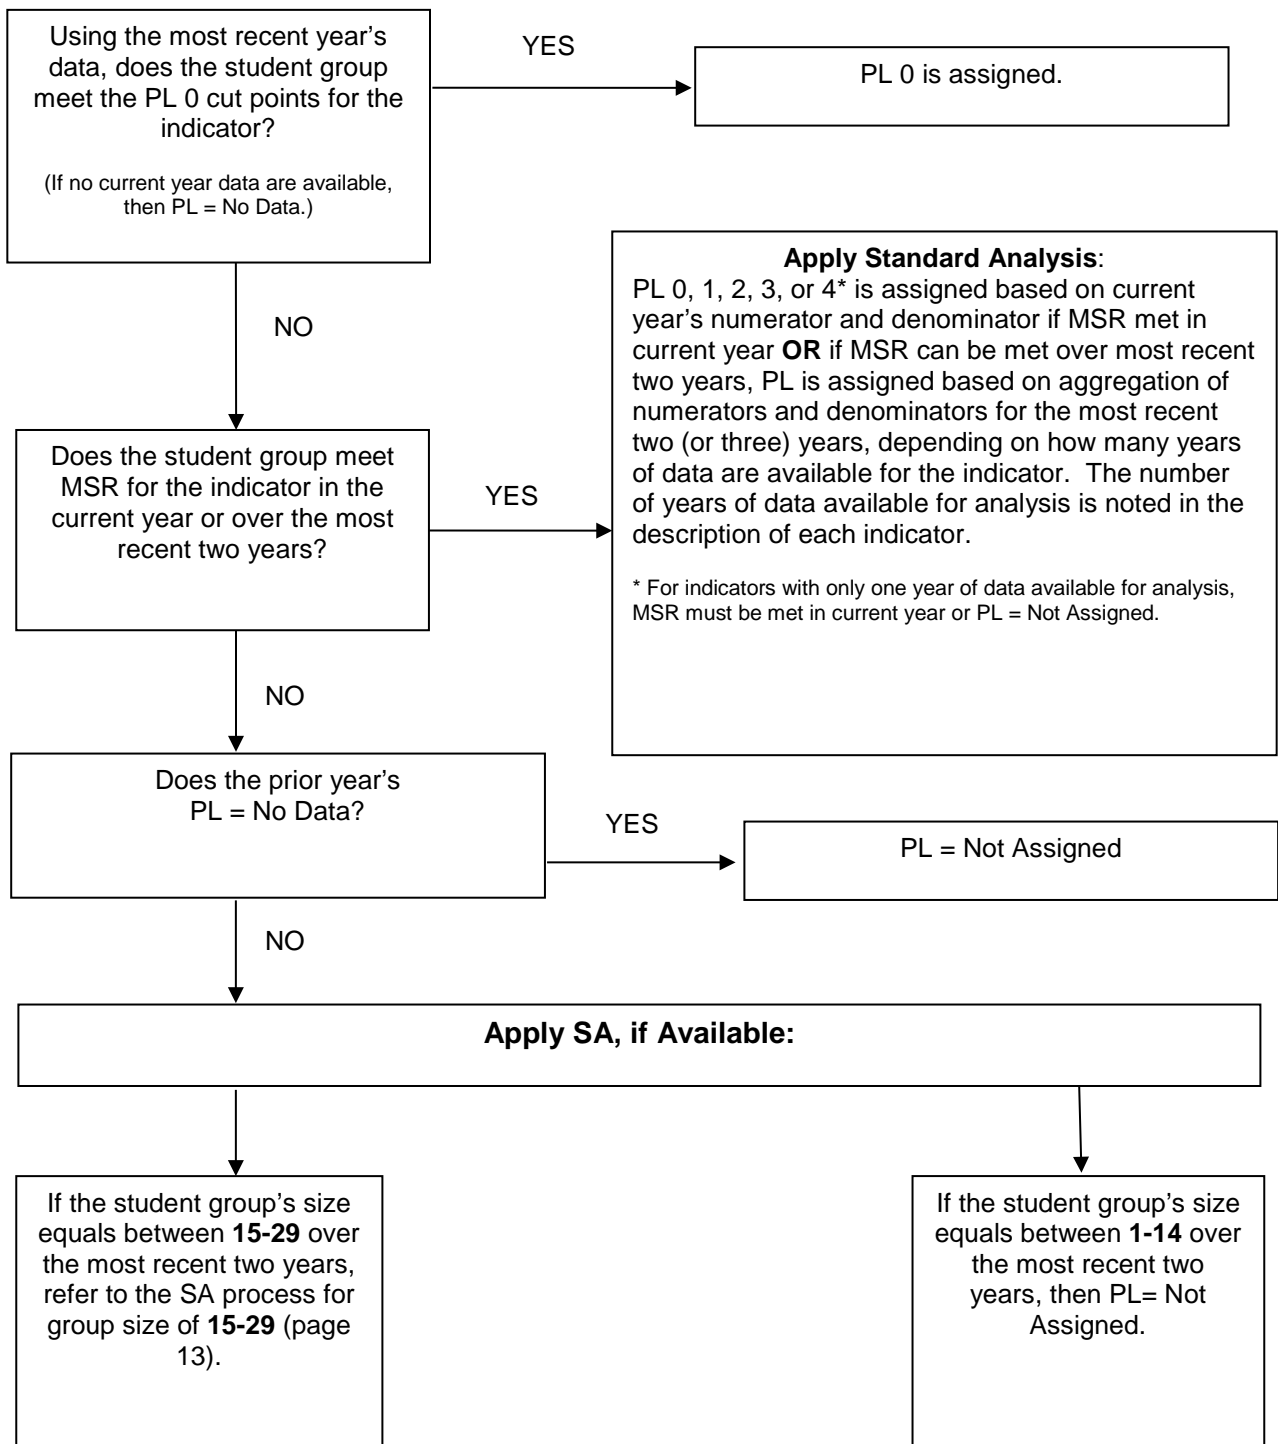 Using the most recent year's
data, does the student group
meet the PL 0 cut points for the
indicator?
(If no current year data are available,
then PL = No Data.)
YES
PL 0 is assigned.
NO
Apply Standard Analysis:
PL 0, 1, 2, 3, or 4* is assigned based on current
year's numerator and denominator if MSR met in
current year OR if MSR can be met over most recent
two years, PL is assigned based on aggregation of
numerators and denominators for the most recent
two (or three) years, depending on how many years
of data are available for the indicator. The number
of years of data available for analysis is noted in the
description of each indicator.
* For indicators with only one year of data available for analysis,
MSR must be met in current year or PL = Not Assigned.
Does the student group meet
MSR for the indicator in the
current year or over the most
recent two years?
YES
NO
Does the prior year's
PL = No Data?
YES
PL = Not Assigned
NO
Apply SA, if Available:
If the student group's size
equals between 15-29 over
the most recent two years,
refer to the SA process for
group size of 15-29 (page
13).
If the student group's size
equals between 1-14 over
the most recent two
years, then PL= Not
Assigned.